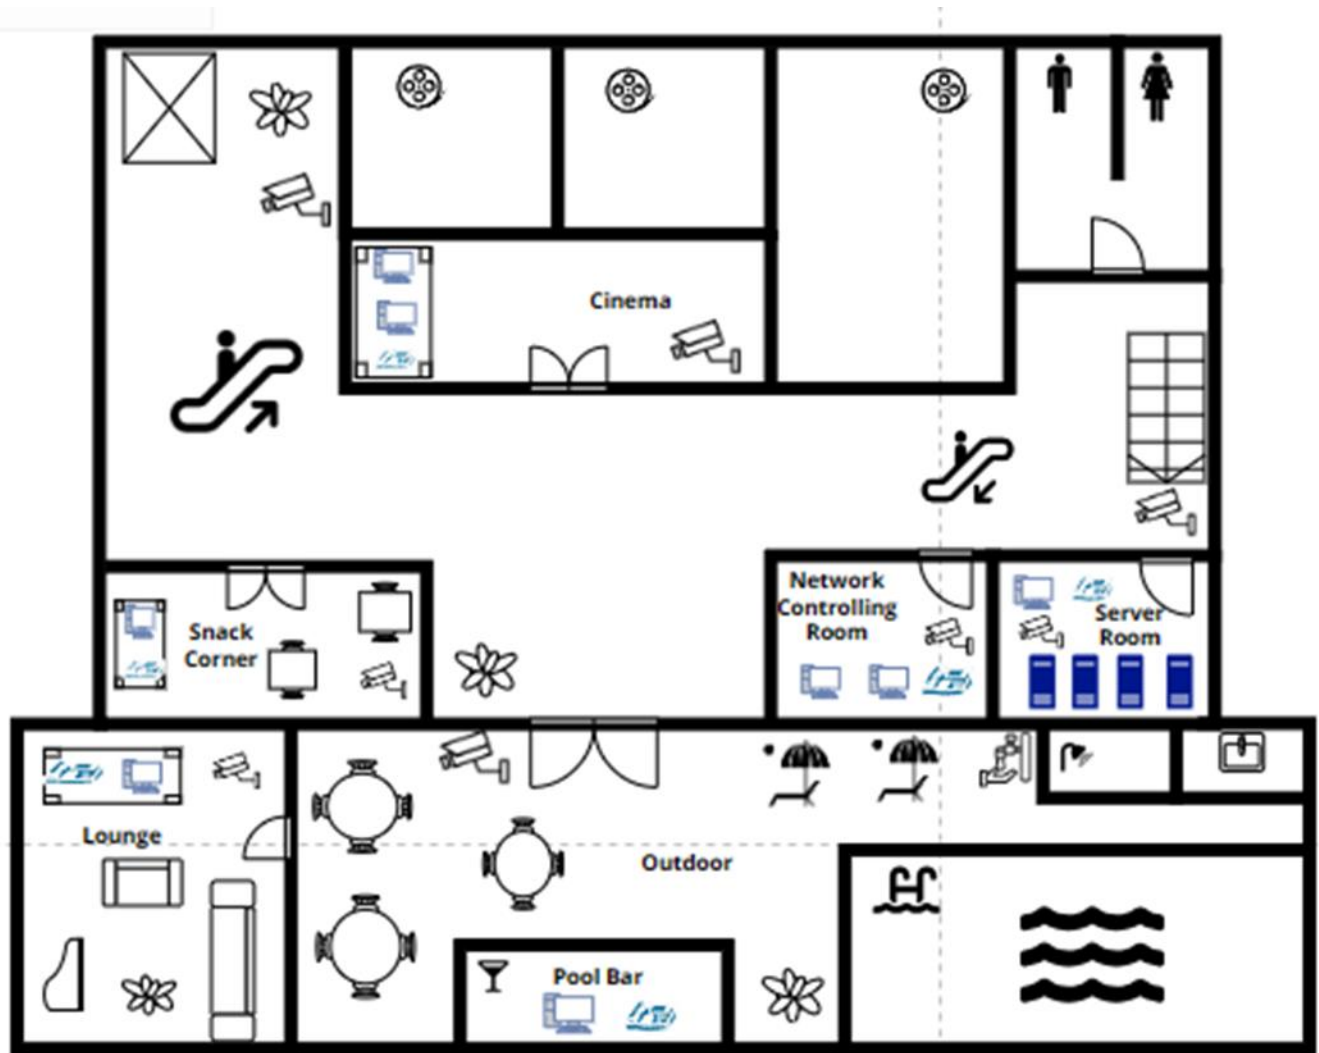 Cinema
Network
Controlling
Room
Server
Room
Snack
Corner
Lounge
Outdoor
Pool Bar